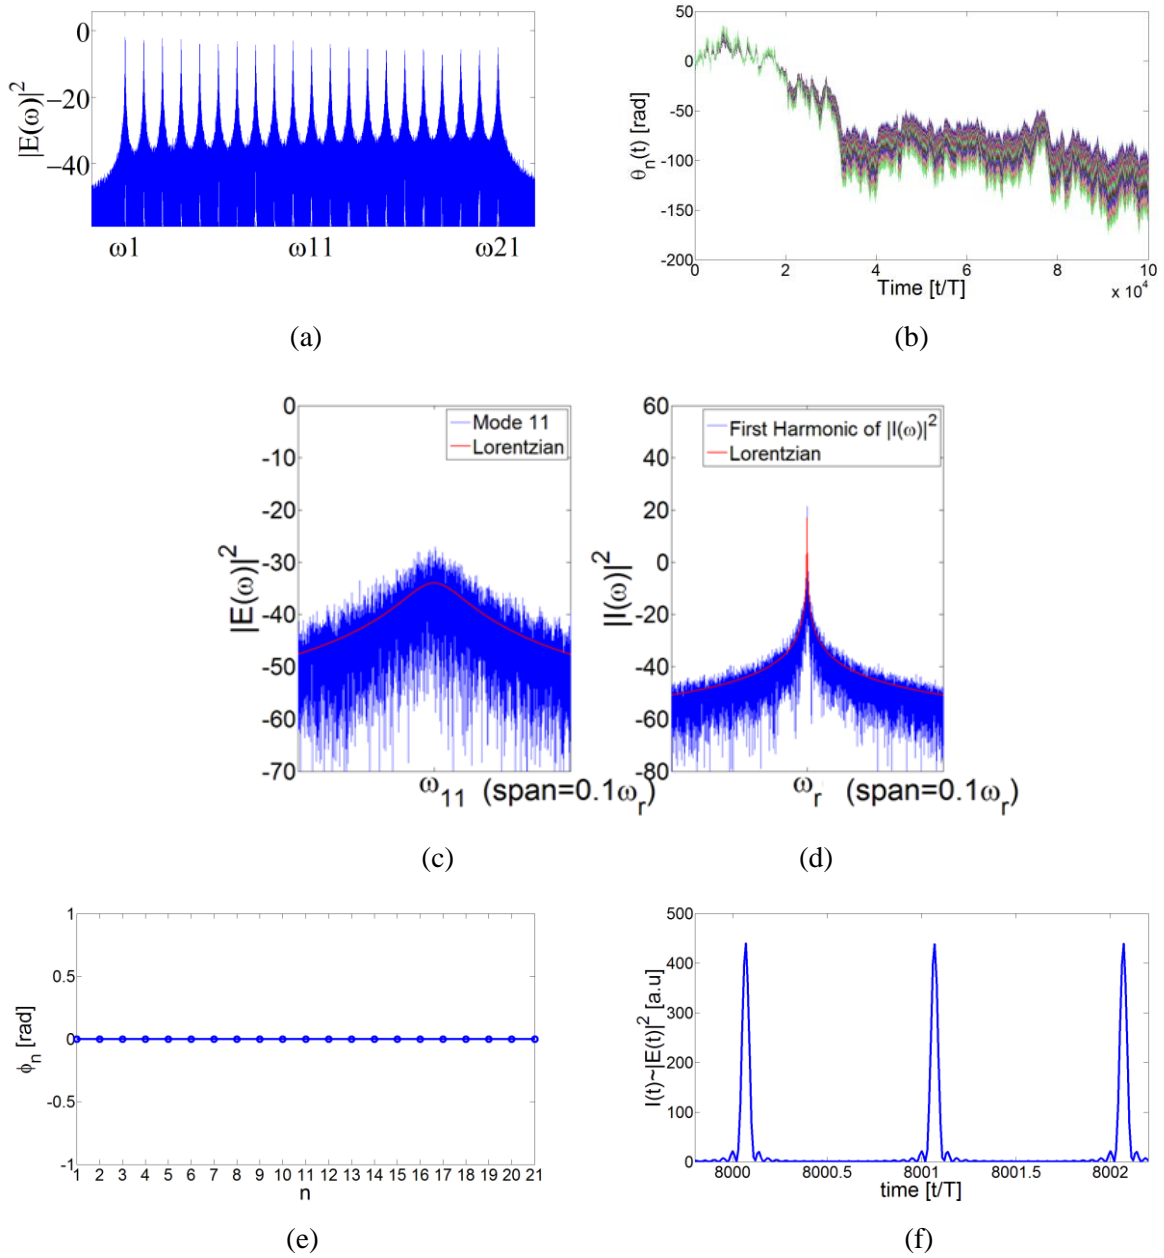 0
−20
−40
|E(ω)|²
ω1
ω11
ω21
(a)
50
0
-50
-100
-150
-200
θn(t) [rad]
0
2
4
6
8
10
Time [t/T]
x 10⁴
(b)
0
-10
-20
-30
-40
-50
-60
-70
|E(ω)|²
Mode 11
Lorentzian
ω11 (span=0.1ωr)
(c)
60
40
20
0
-20
-40
-60
-80
|I(ω)|²
First Harmonic of |I(ω)|²
Lorentzian
ωr (span=0.1ωr)
(d)
1
0.5
0
-0.5
-1
ϕn [rad]
1 2 3 4 5 6 7 8 9 10 11 12 13 14 15 16 17 18 19 20 21
n
(e)
500
400
300
200
100
0
I(t)~|E(t)|² [a.u]
8000
8000.5
8001
8001.5
8002
time [t/T]
(f)